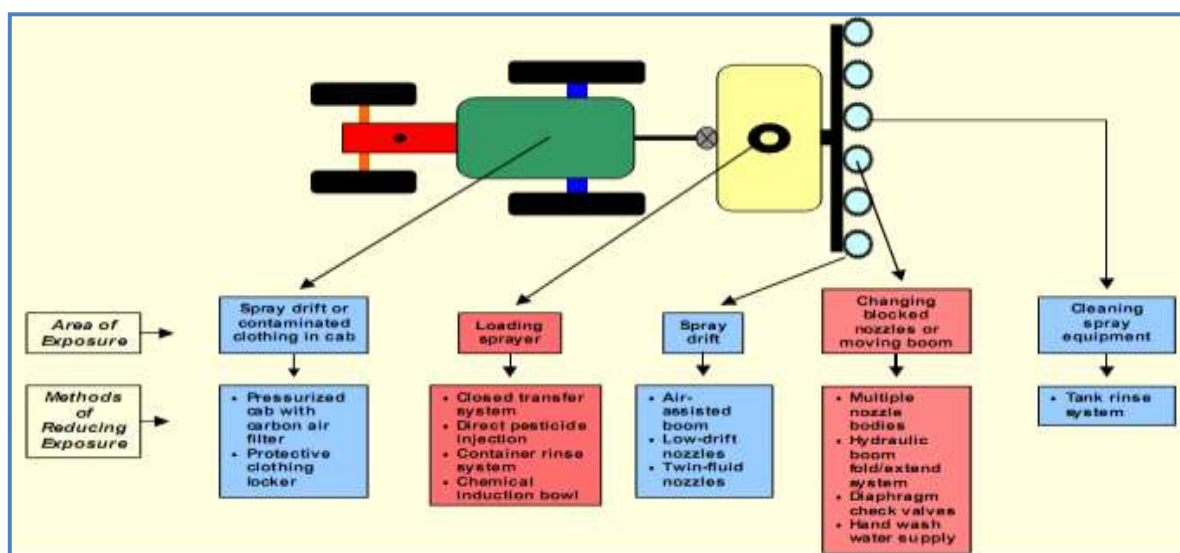 Area of
Exposure
Spray drift or
contaminated
clothing in cab
Loading
sprayer
Spray
drift
Changing
blocked
nozzles or
moving boom
Cleaning
spray
equipment
Methods
of
Reducing
Exposure
• Pressurized
cab with
carbon air
filter
• Protective
clothing
locker
• Closed transfer
system
• Direct pesticide
injection
• Container rinse
system
• Chemical
induction bowl
• Air-
assisted
boom
• Low-drift
nozzles
• Twin-fluid
nozzles
• Multiple
nozzle
bodies
• Hydraulic
boom
fold/extend
system
• Diaphragm
check valves
• Hand wash
water supply
• Tank rinse
system